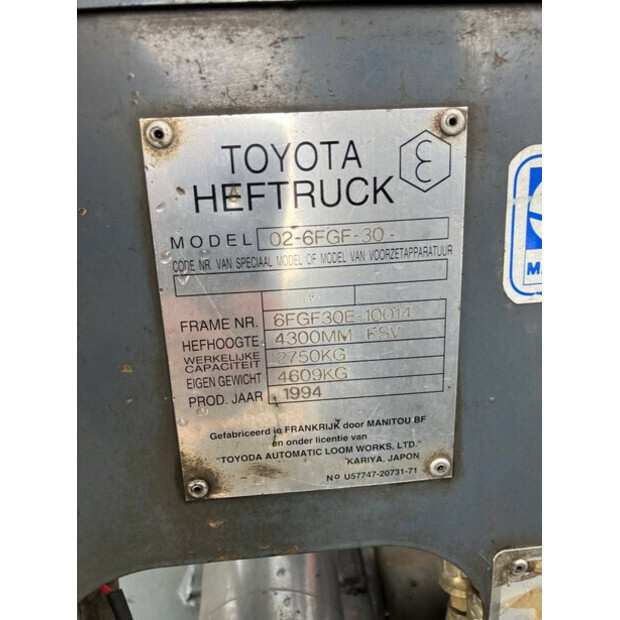 TOYOTA
HEFTRUCK
MODEL 02-6FGF-30-
CODE NR. VAN SPECIAAL MODEL OF MODEL VAN VOORZETAPPARATUUR
FRAME NR. 6FGF30E-10014
HEFHOOGTE 4300MM FSV
WERKELIJKE CAPACITEIT 2750KG
EIGEN GEWICHT 4609KG
PROD. JAAR 1994
Gefabriceerd in FRANKRIJK door MANITOU BF
en onder licentie van
"TOYODA AUTOMATIC LOOM WORKS, LTD."
KARIYA, JAPON
No U57747-20731-71
MA